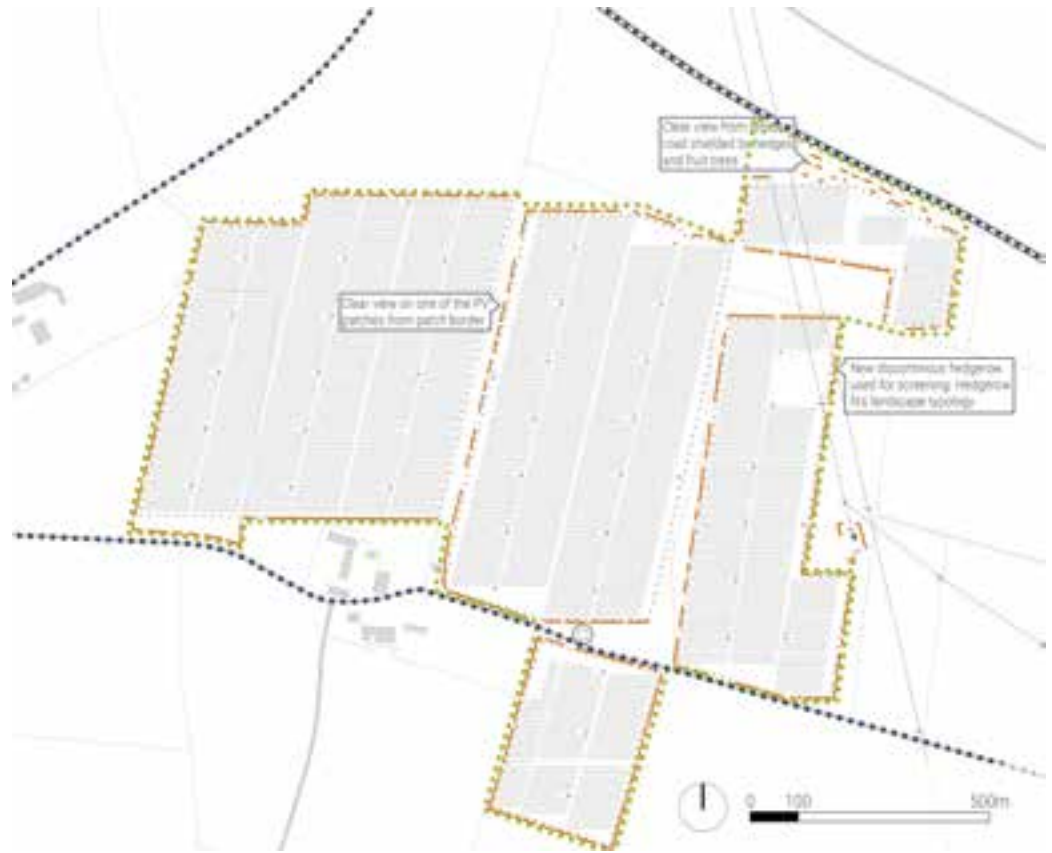 Clear view from
road shielded by hedges
and fruit trees
Clear view on one of the PV
patches from patch border
New discontinuous hedgerow
used for screening. Hedgerow
fits landscape typology
0 100 500m